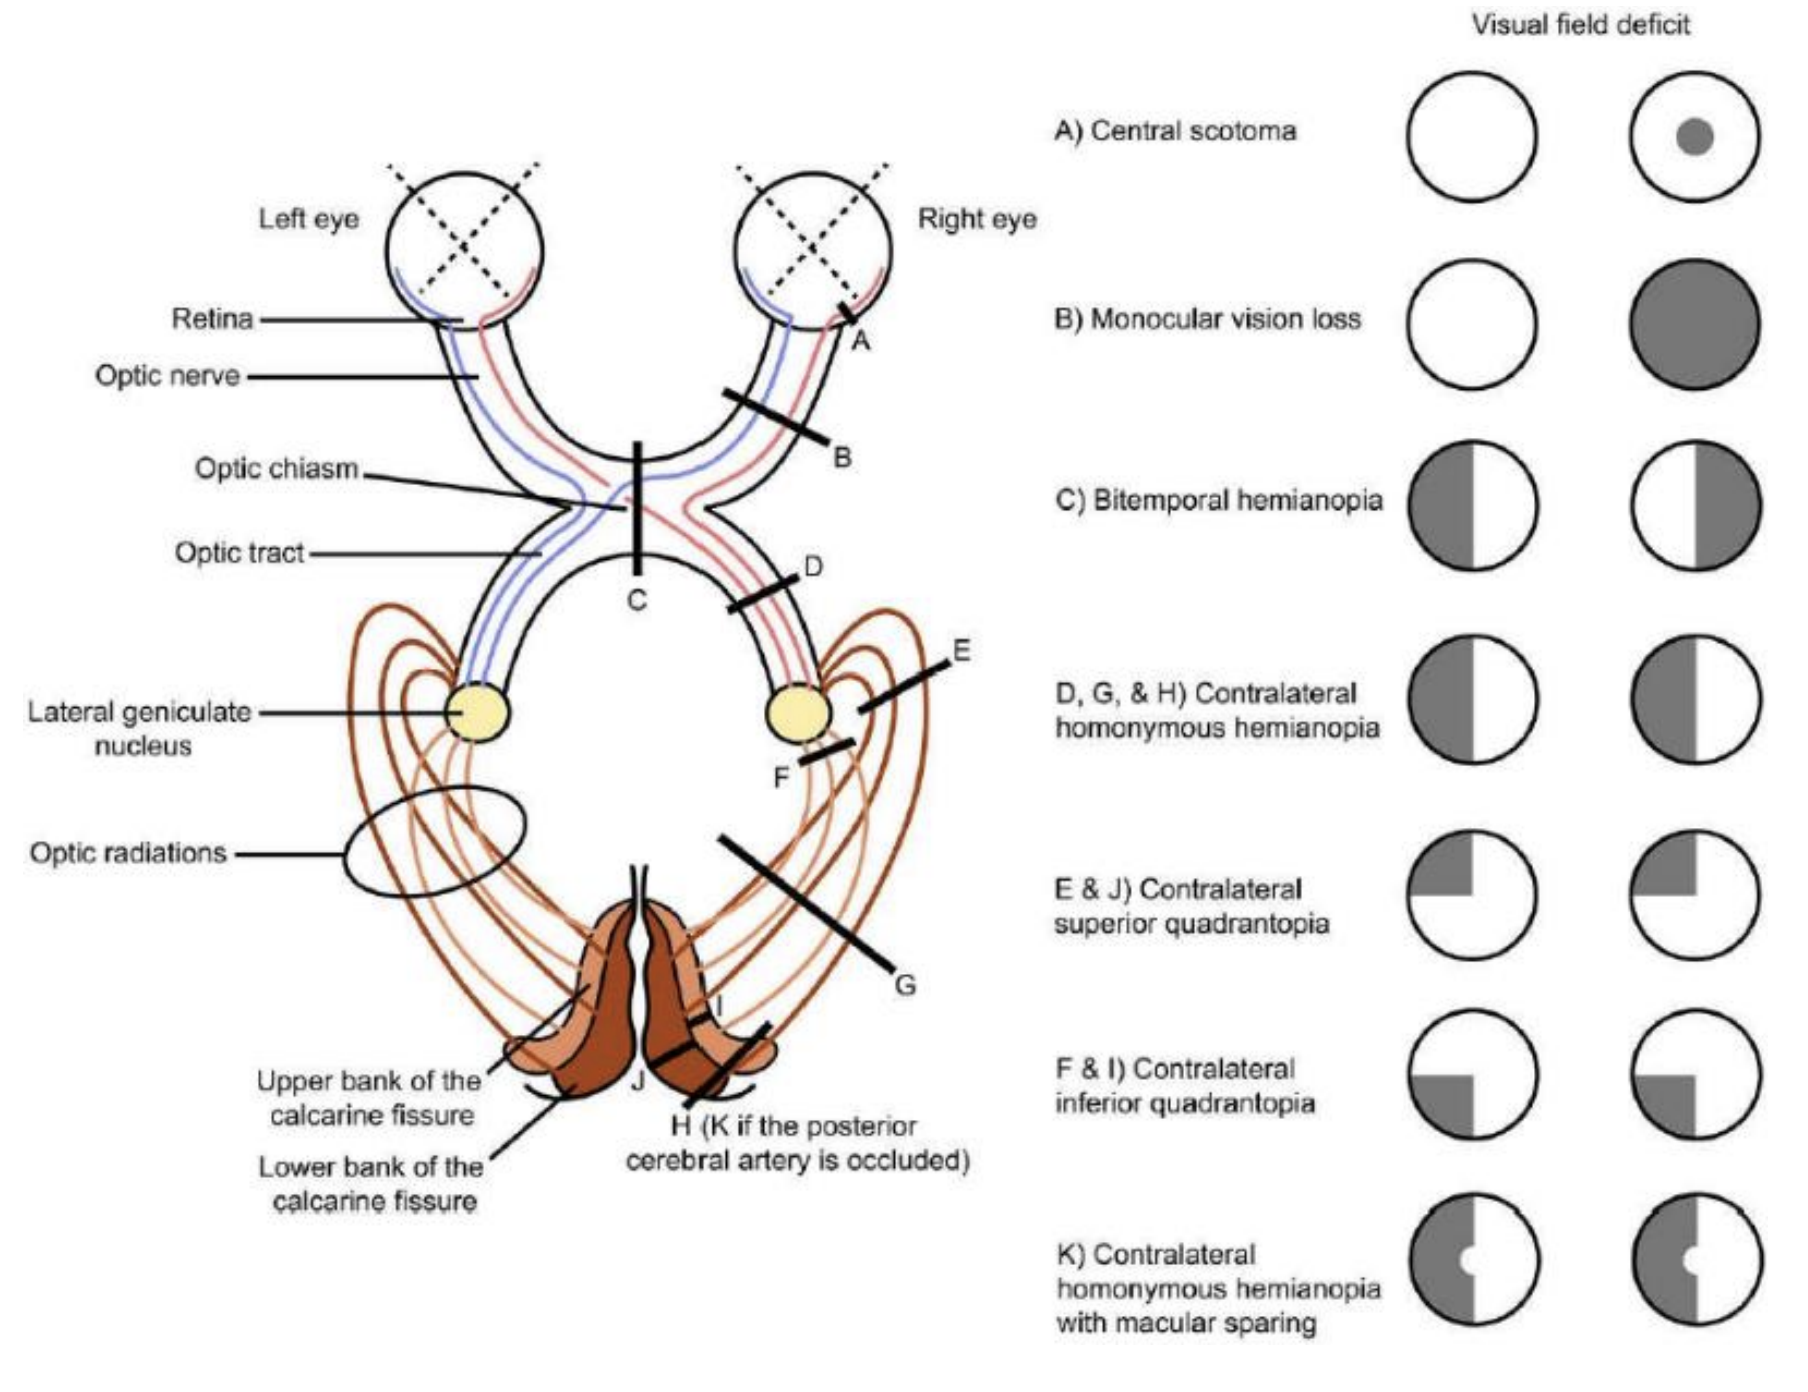 Visual field deficit
Left eye
Right eye
Retina
Optic nerve
Optic chiasm
Optic tract
Lateral geniculate
nucleus
Optic radiations
Upper bank of the
calcarine fissure
Lower bank of the
calcarine fissure
A
B
C
D
E
F
G
I
J
H (K if the posterior
cerebral artery is occluded)
A) Central scotoma
B) Monocular vision loss
C) Bitemporal hemianopia
D, G, & H) Contralateral
homonymous hemianopia
E & J) Contralateral
superior quadrantopia
F & I) Contralateral
inferior quadrantopia
K) Contralateral
homonymous hemianopia
with macular sparing